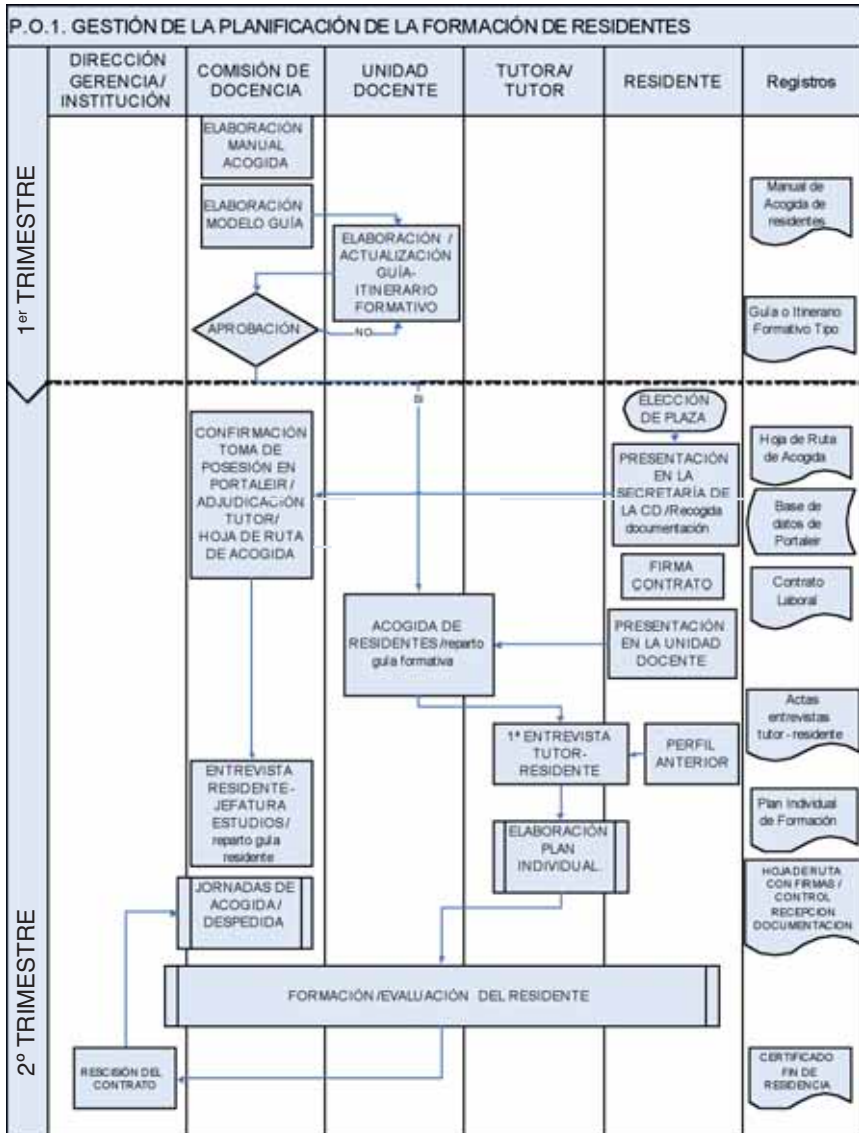 P.O.1. GESTIÓN DE LA PLANIFICACIÓN DE LA FORMACIÓN DE RESIDENTES
DIRECCIÓN
GERENCIA/
INSTITUCIÓN
COMISIÓN DE
DOCENCIA
UNIDAD
DOCENTE
TUTORA/
TUTOR
RESIDENTE
Registros
1er TRIMESTRE
ELABORACIÓN
MANUAL
ACOGIDA
ELABORACIÓN
MODELO GUÍA
ELABORACIÓN /
ACTUALIZACIÓN
GUÍA-
ITINERARIO
FORMATIVO
APROBACIÓN
NO
Manual de
Acogida de
residentes
Guía o Itinerario
Formativo Tipo
2º TRIMESTRE
SI
ELECCIÓN
DE PLAZA
CONFIRMACIÓN
TOMA DE
POSESIÓN EN
PORTALEIR /
ADJUDICACIÓN
TUTOR/
HOJA DE RUTA
DE ACOGIDA
PRESENTACIÓN
EN LA
SECRETARÍA DE
LA CD /Recogida
documentación
FIRMA
CONTRATO
ACOGIDA DE
RESIDENTES /reparto
guía formativa
PRESENTACIÓN
EN LA UNIDAD
DOCENTE
1ª ENTREVISTA
TUTOR-
RESIDENTE
PERFIL
ANTERIOR
ENTREVISTA
RESIDENTE-
JEFATURA
ESTUDIOS /
reparto guía
residente
ELABORACIÓN
PLAN
INDIVIDUAL.
JORNADAS DE
ACOGIDA /
DESPEDIDA
FORMACIÓN /EVALUACIÓN DEL RESIDENTE
RESCISIÓN DEL
CONTRATO
Hoja de Ruta
de Acogida
Base de
datos de
Portaleir
Contrato
Laboral
Actas
entrevistas
tutor - residente
Plan Individual
de Formación
HOJA DE RUTA
CON FIRMAS /
CONTROL
RECEPCION
DOCUMENTACION
CERTIFICADO
FIN DE
RESIDENCIA